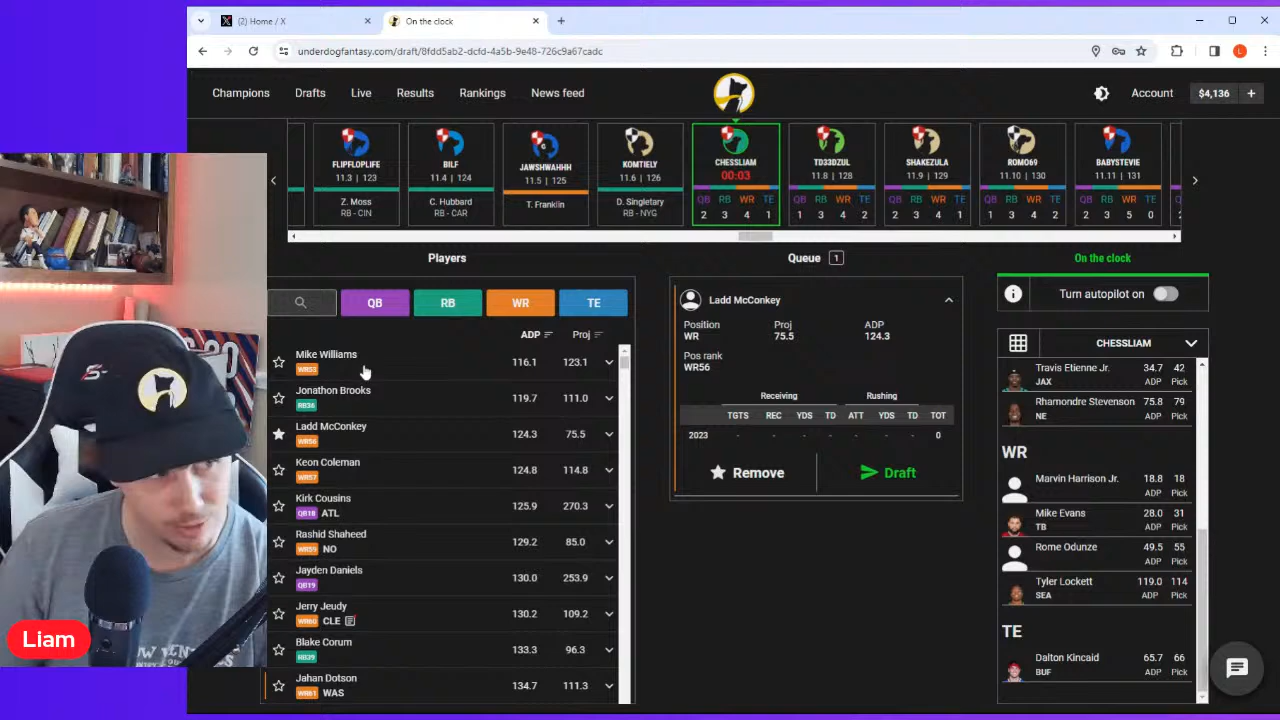 (2) Home / X
On the clock
underdogfantasy.com/draft/8fdd5ab2-dcfd-4a5b-9e48-726c9a67cadc
Champions Drafts Live Results Rankings News feed Account $4,136 +
FLIPFLOPLIFE
11.3 | 123
Z. Moss
RB - CIN
BILF
11.4 | 124
C. Hubbard
RB - CAR
JAWSHWAHHH
11.5 | 125
T. Franklin
KOMTIELY
11.6 | 126
D. Singletary
RB - NYG
CHESSLIAM
00:03
QB RB WR TE
2 3 4 1
TD33DZUL
11.8 | 128
QB RB WR TE
1 3 4 2
SHAKEZULA
11.9 | 129
QB RB WR TE
2 3 4 1
ROMO69
11.10 | 130
QB RB WR TE
1 3 4 2
BABYSTEVIE
11.11 | 131
QB RB WR TE
2 3 5 0
Players
QB RB WR TE
ADP Proj
Mike Williams 116.1 123.1
WR53
Jonathon Brooks 119.7 111.0
RB36
Ladd McConkey 124.3 75.5
WR56
Keon Coleman 124.8 114.8
WR57
Kirk Cousins 125.9 270.3
QB18 ATL
Rashid Shaheed 129.2 85.0
WR59 NO
Jayden Daniels 130.0 253.9
QB19
Jerry Jeudy 130.2 109.2
WR60 CLE
Blake Corum 133.3 96.3
RB39
Jahan Dotson 134.7 111.3
WR61 WAS
Queue 1
Ladd McConkey
Position Proj ADP
WR 75.5 124.3
Pos rank
WR56
Receiving Rushing
TGTS REC YDS TD ATT YDS TD TOT
2023 - - - - - - - 0
Remove Draft
On the clock
Turn autopilot on
CHESSLIAM
Travis Etienne Jr. 34.7 42
JAX ADP Pick
Rhamondre Stevenson 75.8 79
NE ADP Pick
WR
Marvin Harrison Jr. 18.8 18
ADP Pick
Mike Evans 28.0 31
TB ADP Pick
Rome Odunze 49.5 55
ADP Pick
Tyler Lockett 119.0 114
SEA ADP Pick
TE
Dalton Kincaid 65.7 66
BUF ADP Pick
Liam